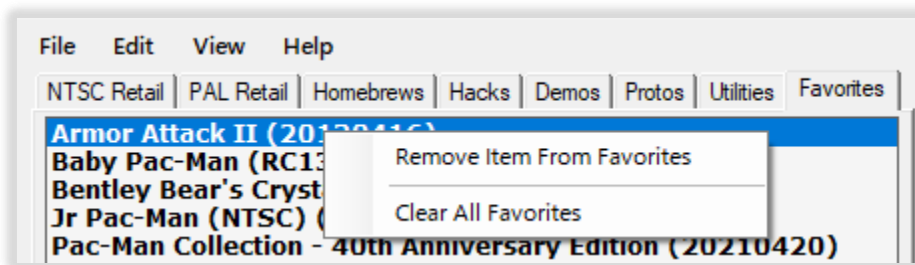 File Edit View Help
NTSC Retail PAL Retail Homebrews Hacks Demos Protos Utilities Favorites
Armor Attack II (20120416)
Remove Item From Favorites
Baby Pac-Man (RC13
Bentley Bear's Cryst
Clear All Favorites
Jr Pac-Man (NTSC) (
Pac-Man Collection - 40th Anniversary Edition (20210420)